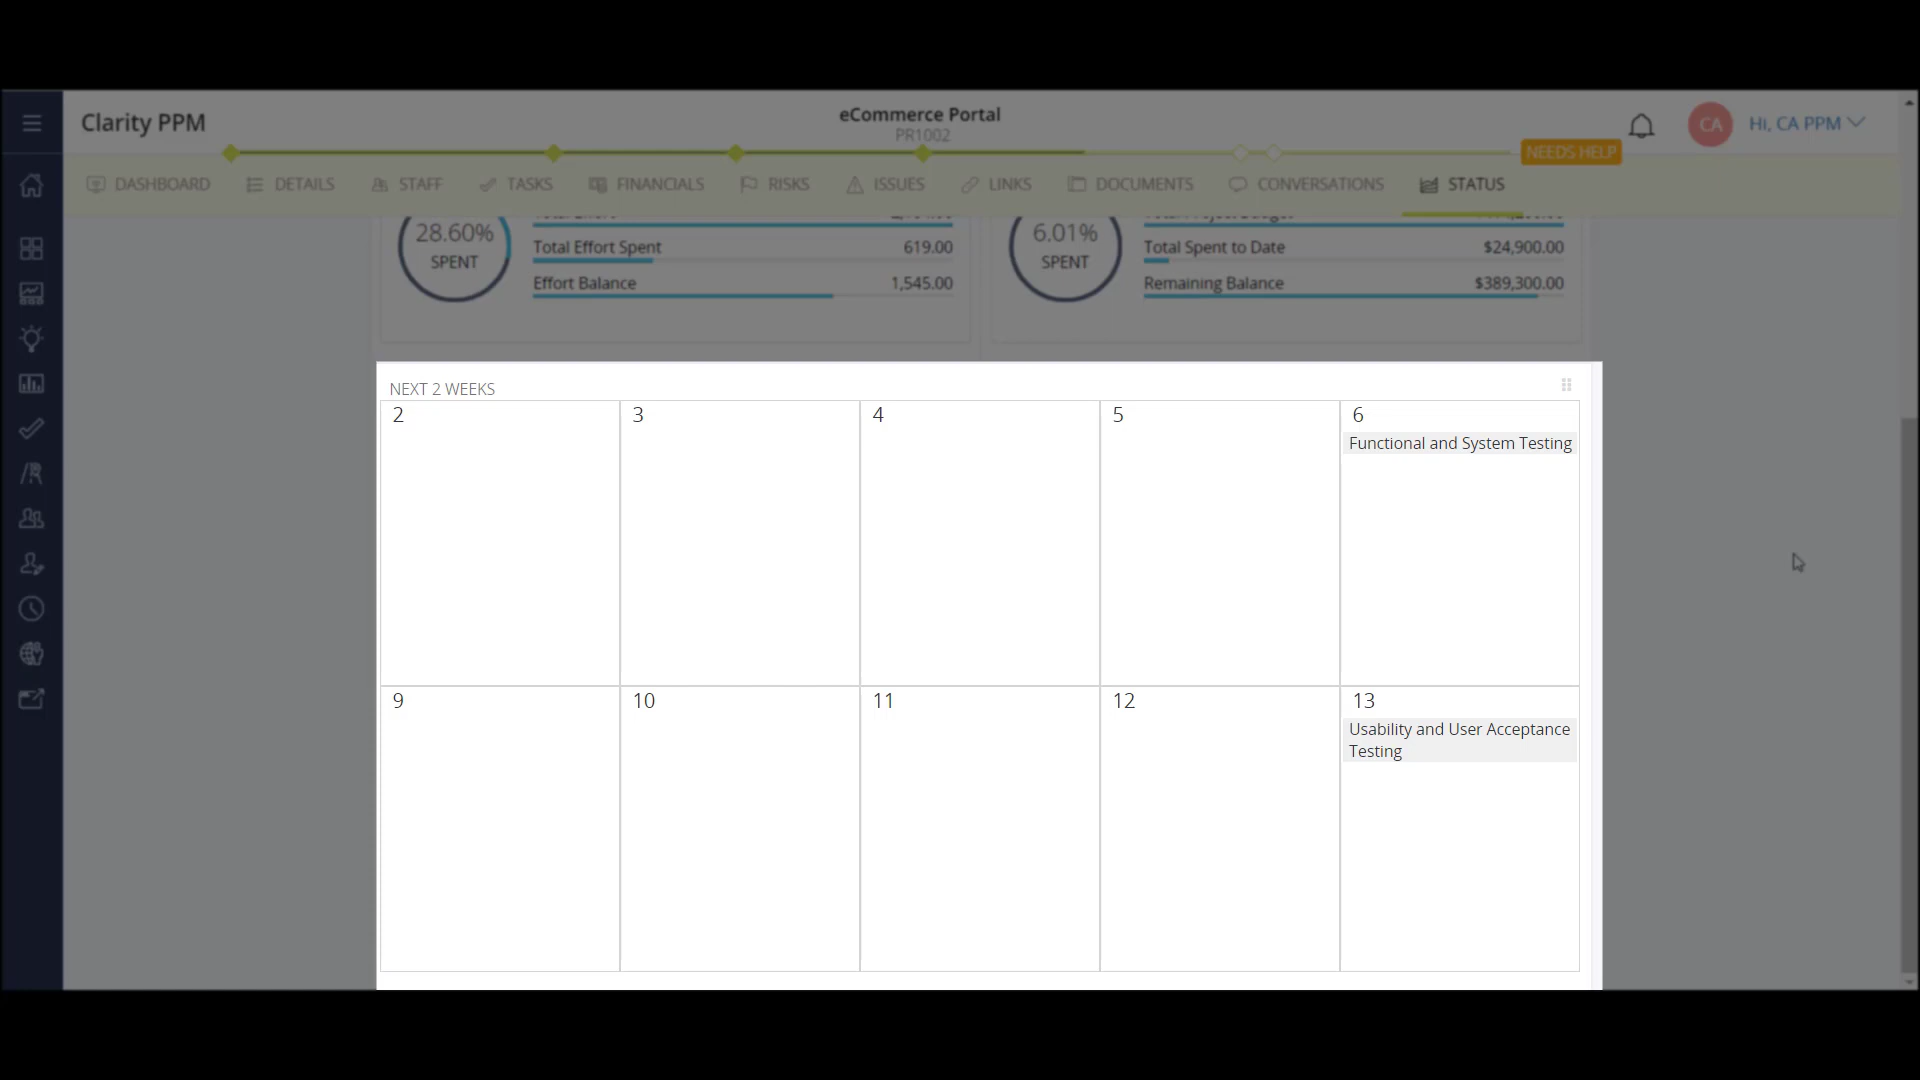 Clarity PPM
eCommerce Portal
PR1002
CA
Hi, CA PPM
NEEDS HELP
DASHBOARD DETAILS STAFF TASKS FINANCIALS RISKS ISSUES LINKS DOCUMENTS CONVERSATIONS STATUS
28.60%
SPENT
Total Effort Spent 619.00
Effort Balance 1,545.00
6.01%
SPENT
Total Spent to Date $24,900.00
Remaining Balance $389,300.00
NEXT 2 WEEKS
2 3 4 5 6
Functional and System Testing
9 10 11 12 13
Usability and User Acceptance
Testing